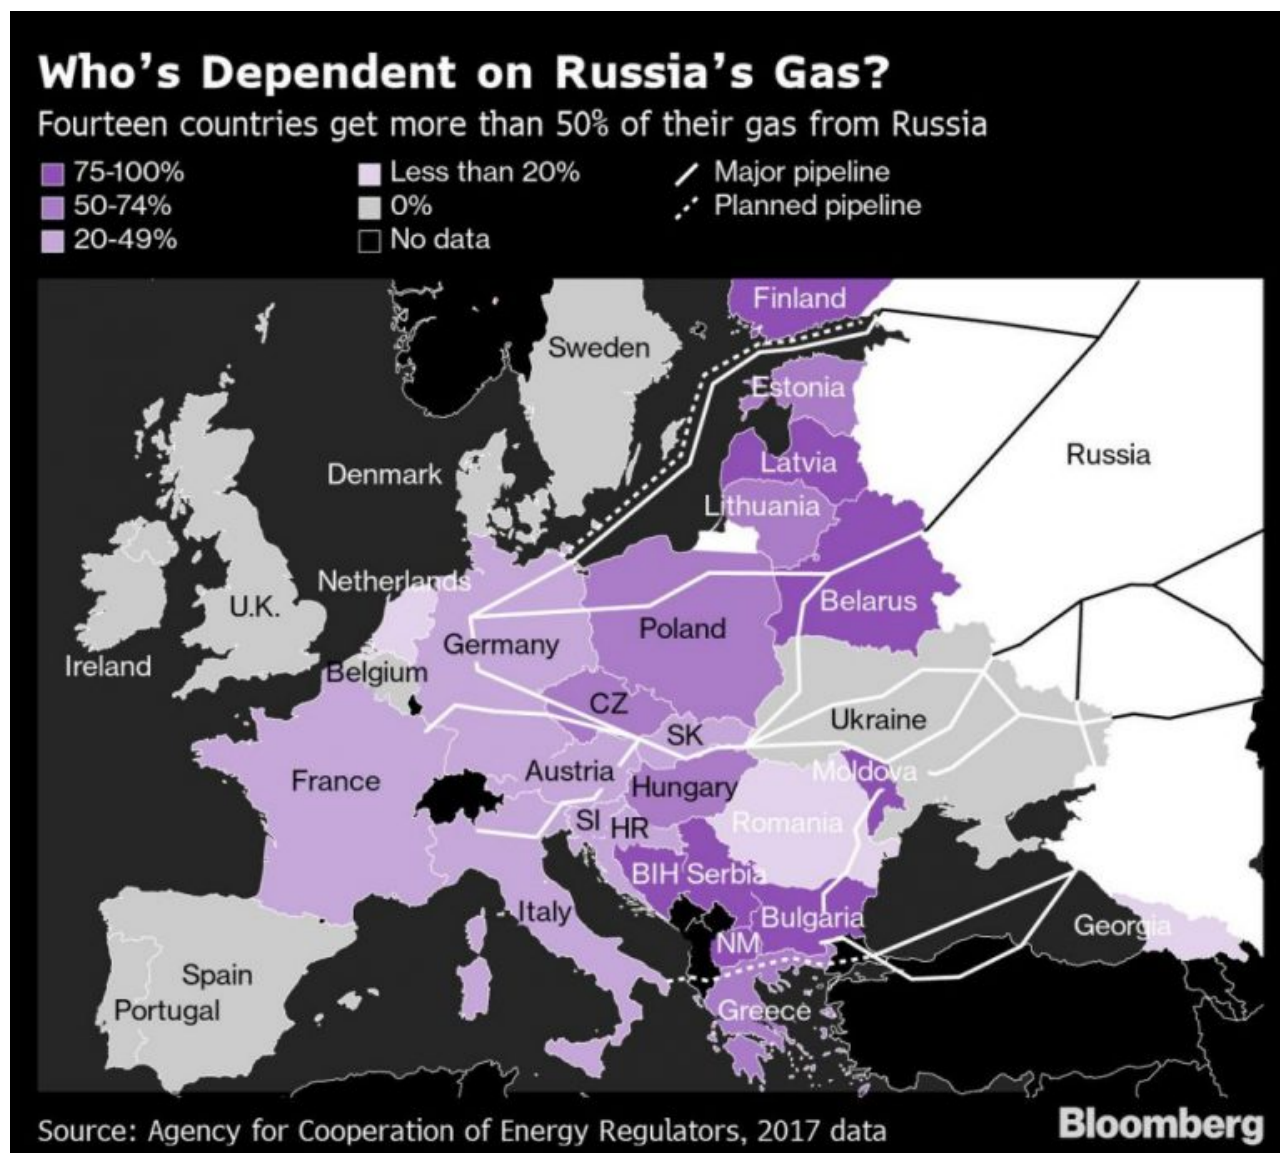 Who's Dependent on Russia's Gas?
Fourteen countries get more than 50% of their gas from Russia
75-100%
Less than 20%
Major pipeline
50-74%
0%
Planned pipeline
20-49%
No data
Finland
Sweden
Estonia
Russia
Latvia
Denmark
Lithuania
Netherlands
Belarus
U.K.
Poland
Germany
Ireland
Belgium
CZ
Ukraine
SK
Austria
Moldova
France
Hungary
SI
HR
Romania
BIH
Serbia
Italy
Bulgaria
Georgia
NM
Spain
Portugal
Greece
Source: Agency for Cooperation of Energy Regulators, 2017 data
Bloomberg